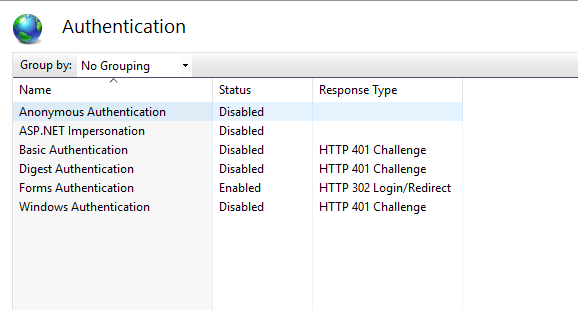 Authentication
Group by: No Grouping
Name Status Response Type
Anonymous Authentication Disabled
ASP.NET Impersonation Disabled
Basic Authentication Disabled HTTP 401 Challenge
Digest Authentication Disabled HTTP 401 Challenge
Forms Authentication Enabled HTTP 302 Login/Redirect
Windows Authentication Disabled HTTP 401 Challenge